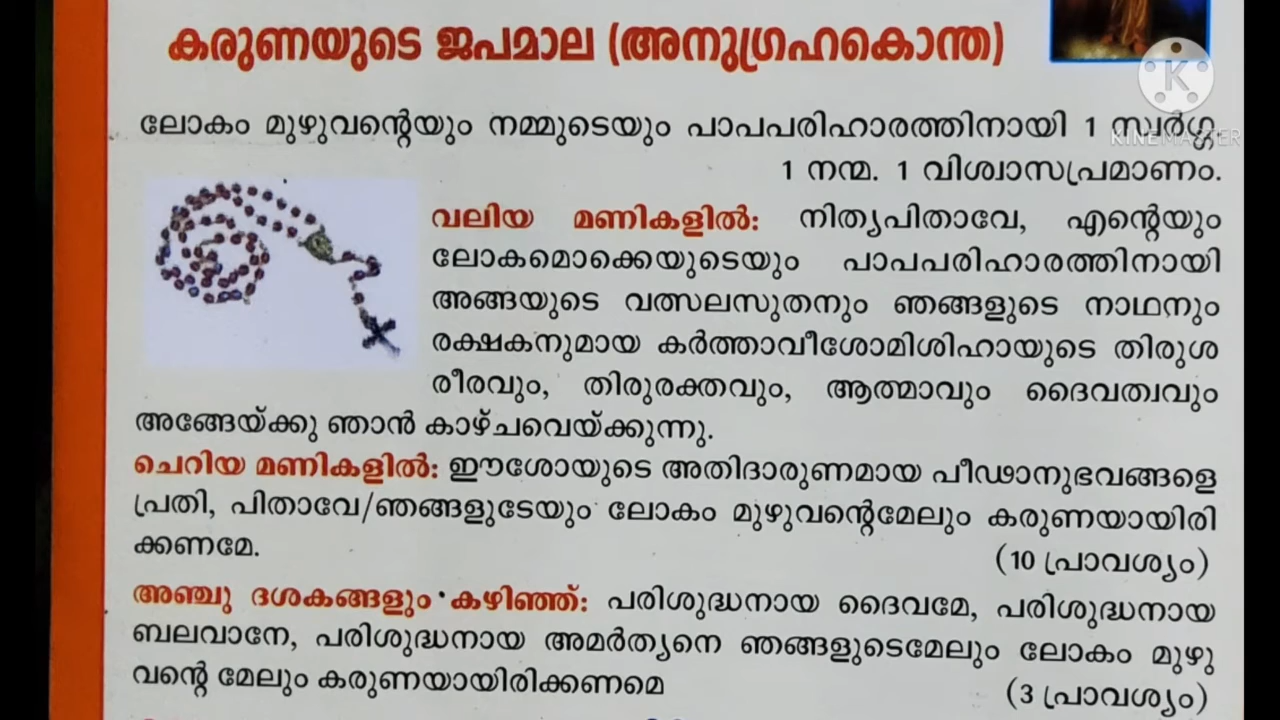 കരുണയുടെ ജപമാല (അനുഗ്രഹകൊന്ത)
K
KINEMASTER
ലോകം മുഴുവന്റെയും നമ്മുടെയും പാപപരിഹാരത്തിനായി 1 സ്വർഗ്ഗ.
1 നന്മ. 1 വിശ്വാസപ്രമാണം.
വലിയ മണികളിൽ: നിത്യപിതാവേ, എന്റെയും
ലോകമൊക്കെയുടെയും പാപപരിഹാരത്തിനായി
അങ്ങയുടെ വത്സലസുതനും ഞങ്ങളുടെ നാഥനും
രക്ഷകനുമായ കർത്താവീശോമിശിഹായുടെ തിരുശ
രീരവും, തിരുരക്തവും, ആത്മാവും ദൈവത്വവും
അങ്ങേയ്ക്കു ഞാൻ കാഴ്ചവെയ്ക്കുന്നു.
ചെറിയ മണികളിൽ: ഈശോയുടെ അതിദാരുണമായ പീഢാനുഭവങ്ങളെ
പ്രതി, പിതാവേ/ഞങ്ങളുടേയും ലോകം മുഴുവന്റെമേലും കരുണയായിരി
ക്കണമേ. (10 പ്രാവശ്യം)
അഞ്ചു ദശകങ്ങളും കഴിഞ്ഞ്: പരിശുദ്ധനായ ദൈവമേ, പരിശുദ്ധനായ
ബലവാനേ, പരിശുദ്ധനായ അമർത്യനെ ഞങ്ങളുടെമേലും ലോകം മുഴു
വന്റെ മേലും കരുണയായിരിക്കണമെ (3 പ്രാവശ്യം)